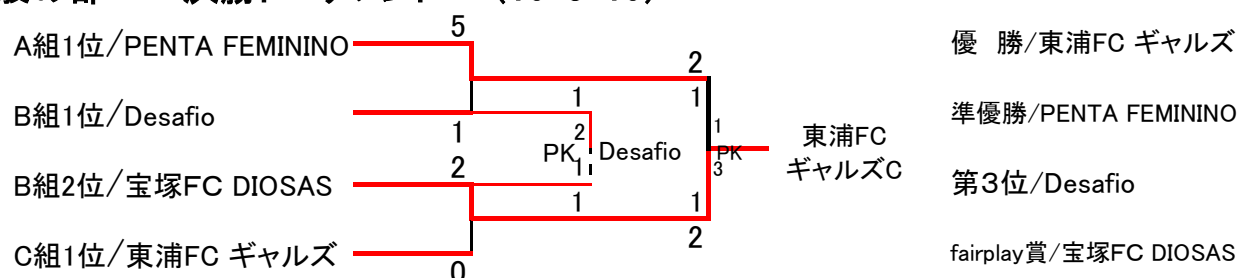 A組1位/PENTA FEMININO
5
B組1位/Desafio
1
B組2位/宝塚FC DIOSAS
2
C組1位/東浦FC ギャルズ
0
1
2
PK
1
1
Desafio
2
1
1
PK
3
1
2
東浦FC
ギャルズC
優 勝/東浦FC ギャルズ
準優勝/PENTA FEMININO
第3位/Desafio
fairplay賞/宝塚FC DIOSAS